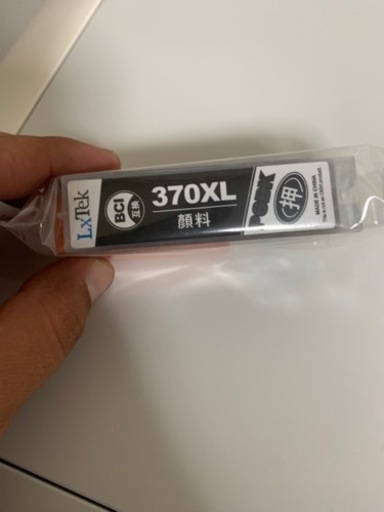 LxTek
BCI
互換
370XL
顔料
PGBK
押
MADE IN CHINA